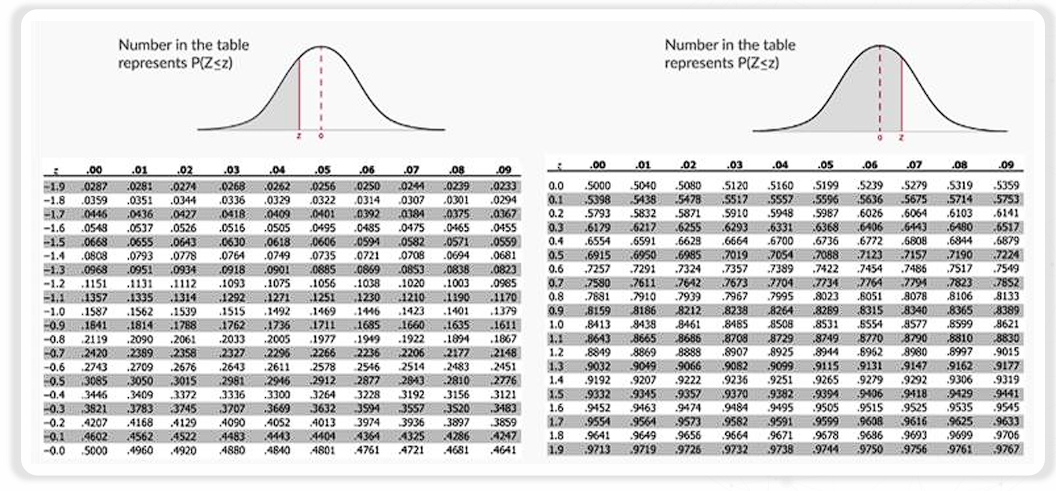 Number in the table
represents P(Z≤z)
z 0
z .00 .01 .02 .03 .04 .05 .06 .07 .08 .09
−1.9 .0287 .0281 .0274 .0268 .0262 .0256 .0250 .0244 .0239 .0233
−1.8 .0359 .0351 .0344 .0336 .0329 .0322 .0314 .0307 .0301 .0294
−1.7 .0446 .0436 .0427 .0418 .0409 .0401 .0392 .0384 .0375 .0367
−1.6 .0548 .0537 .0526 .0516 .0505 .0495 .0485 .0475 .0465 .0455
−1.5 .0668 .0655 .0643 .0630 .0618 .0606 .0594 .0582 .0571 .0559
−1.4 .0808 .0793 .0778 .0764 .0749 .0735 .0721 .0708 .0694 .0681
−1.3 .0968 .0951 .0934 .0918 .0901 .0885 .0869 .0853 .0838 .0823
−1.2 .1151 .1131 .1112 .1093 .1075 .1056 .1038 .1020 .1003 .0985
−1.1 .1357 .1335 .1314 .1292 .1271 .1251 .1230 .1210 .1190 .1170
−1.0 .1587 .1562 .1539 .1515 .1492 .1469 .1446 .1423 .1401 .1379
−0.9 .1841 .1814 .1788 .1762 .1736 .1711 .1685 .1660 .1635 .1611
−0.8 .2119 .2090 .2061 .2033 .2005 .1977 .1949 .1922 .1894 .1867
−0.7 .2420 .2389 .2358 .2327 .2296 .2266 .2236 .2206 .2177 .2148
−0.6 .2743 .2709 .2676 .2643 .2611 .2578 .2546 .2514 .2483 .2451
−0.5 .3085 .3050 .3015 .2981 .2946 .2912 .2877 .2843 .2810 .2776
−0.4 .3446 .3409 .3372 .3336 .3300 .3264 .3228 .3192 .3156 .3121
−0.3 .3821 .3783 .3745 .3707 .3669 .3632 .3594 .3557 .3520 .3483
−0.2 .4207 .4168 .4129 .4090 .4052 .4013 .3974 .3936 .3897 .3859
−0.1 .4602 .4562 .4522 .4483 .4443 .4404 .4364 .4325 .4286 .4247
−0.0 .5000 .4960 .4920 .4880 .4840 .4801 .4761 .4721 .4681 .4641
Number in the table
represents P(Z≤z)
0 z
z .00 .01 .02 .03 .04 .05 .06 .07 .08 .09
0.0 .5000 .5040 .5080 .5120 .5160 .5199 .5239 .5279 .5319 .5359
0.1 .5398 .5438 .5478 .5517 .5557 .5596 .5636 .5675 .5714 .5753
0.2 .5793 .5832 .5871 .5910 .5948 .5987 .6026 .6064 .6103 .6141
0.3 .6179 .6217 .6255 .6293 .6331 .6368 .6406 .6443 .6480 .6517
0.4 .6554 .6591 .6628 .6664 .6700 .6736 .6772 .6808 .6844 .6879
0.5 .6915 .6950 .6985 .7019 .7054 .7088 .7123 .7157 .7190 .7224
0.6 .7257 .7291 .7324 .7357 .7389 .7422 .7454 .7486 .7517 .7549
0.7 .7580 .7611 .7642 .7673 .7704 .7734 .7764 .7794 .7823 .7852
0.8 .7881 .7910 .7939 .7967 .7995 .8023 .8051 .8078 .8106 .8133
0.9 .8159 .8186 .8212 .8238 .8264 .8289 .8315 .8340 .8365 .8389
1.0 .8413 .8438 .8461 .8485 .8508 .8531 .8554 .8577 .8599 .8621
1.1 .8643 .8665 .8686 .8708 .8729 .8749 .8770 .8790 .8810 .8830
1.2 .8849 .8869 .8888 .8907 .8925 .8944 .8962 .8980 .8997 .9015
1.3 .9032 .9049 .9066 .9082 .9099 .9115 .9131 .9147 .9162 .9177
1.4 .9192 .9207 .9222 .9236 .9251 .9265 .9279 .9292 .9306 .9319
1.5 .9332 .9345 .9357 .9370 .9382 .9394 .9406 .9418 .9429 .9441
1.6 .9452 .9463 .9474 .9484 .9495 .9505 .9515 .9525 .9535 .9545
1.7 .9554 .9564 .9573 .9582 .9591 .9599 .9608 .9616 .9625 .9633
1.8 .9641 .9649 .9656 .9664 .9671 .9678 .9686 .9693 .9699 .9706
1.9 .9713 .9719 .9726 .9732 .9738 .9744 .9750 .9756 .9761 .9767